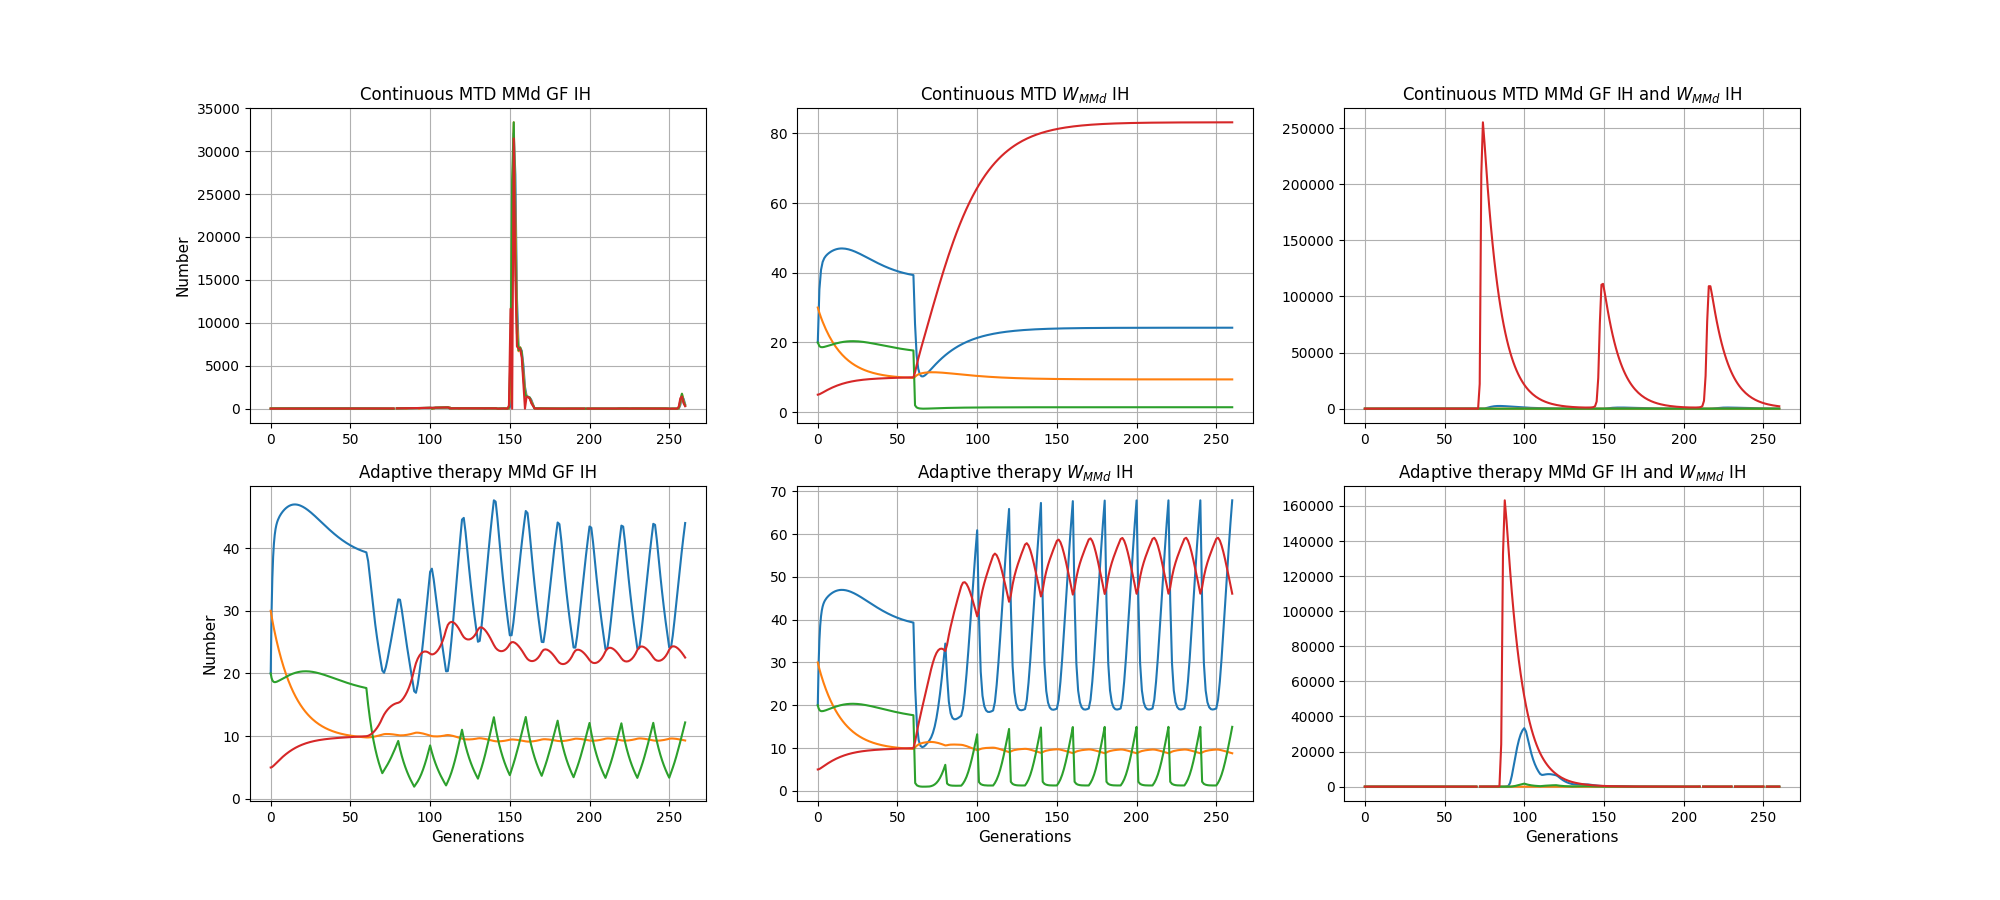 Continuous MTD MMd GF IH
Number
35000
30000
25000
20000
15000
10000
5000
0
0 50 100 150 200 250
Continuous MTD W_MMd IH
80
60
40
20
0
0 50 100 150 200 250
Continuous MTD MMd GF IH and W_MMd IH
250000
200000
150000
100000
50000
0
0 50 100 150 200 250
Adaptive therapy MMd GF IH
Number
40
30
20
10
0
0 50 100 150 200 250
Generations
Adaptive therapy W_MMd IH
70
60
50
40
30
20
10
0
0 50 100 150 200 250
Generations
Adaptive therapy MMd GF IH and W_MMd IH
160000
140000
120000
100000
80000
60000
40000
20000
0
0 50 100 150 200 250
Generations